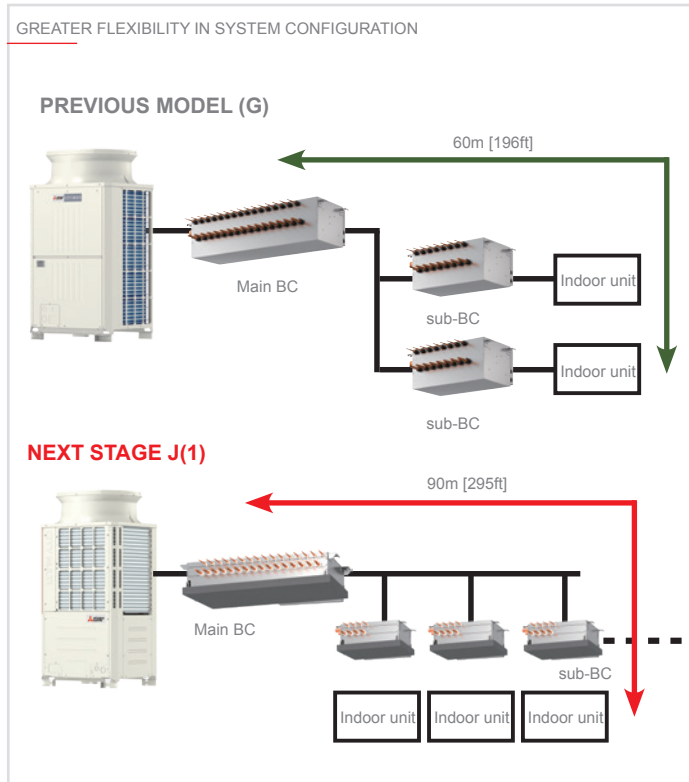 GREATER FLEXIBILITY IN SYSTEM CONFIGURATION
PREVIOUS MODEL (G)
60m [196ft]
Main BC
Indoor unit
sub-BC
Indoor unit
sub-BC
NEXT STAGE J(1)
90m [295ft]
Main BC
sub-BC
Indoor unit
Indoor unit
Indoor unit